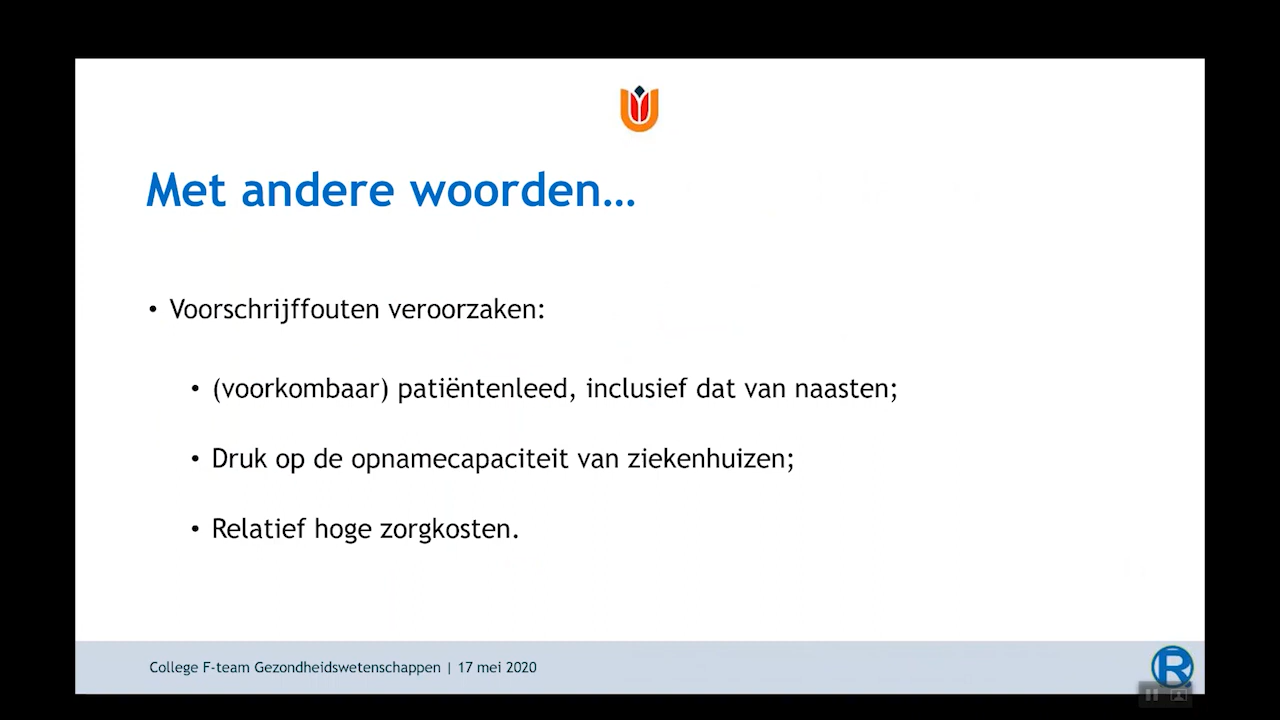 Met andere woorden…
• Voorschrijffouten veroorzaken:
• (voorkombaar) patiëntenleed, inclusief dat van naasten;
• Druk op de opnamecapaciteit van ziekenhuizen;
• Relatief hoge zorgkosten.
College F-team Gezondheidswetenschappen | 17 mei 2020
R